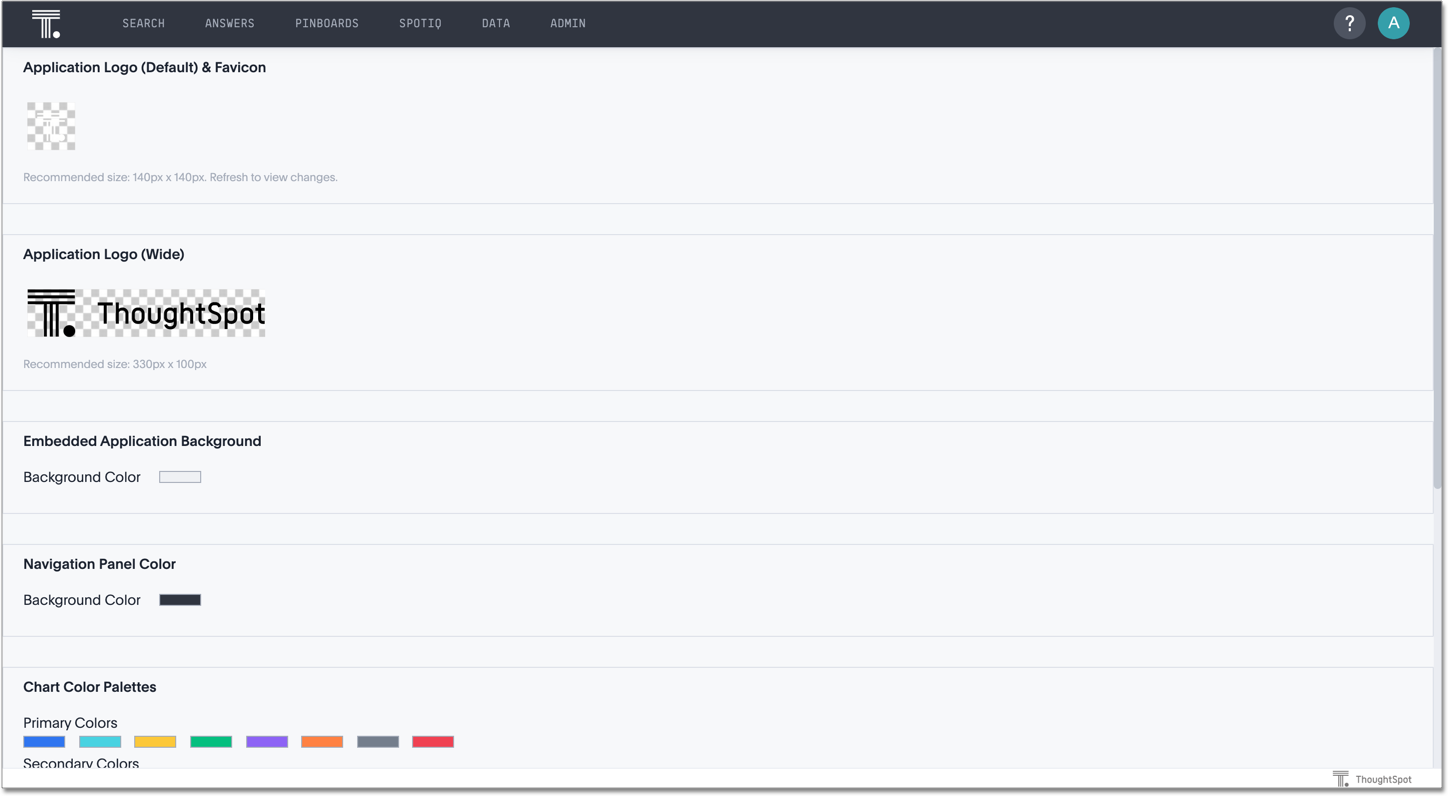 T. SEARCH ANSWERS PINBOARDS SPOTIQ DATA ADMIN ? A
Application Logo (Default) & Favicon
T.
Recommended size: 140px x 140px. Refresh to view changes.
Application Logo (Wide)
T. ThoughtSpot
Recommended size: 330px x 100px
Embedded Application Background
Background Color
Navigation Panel Color
Background Color
Chart Color Palettes
Primary Colors
Secondary Colors
T. ThoughtSpot